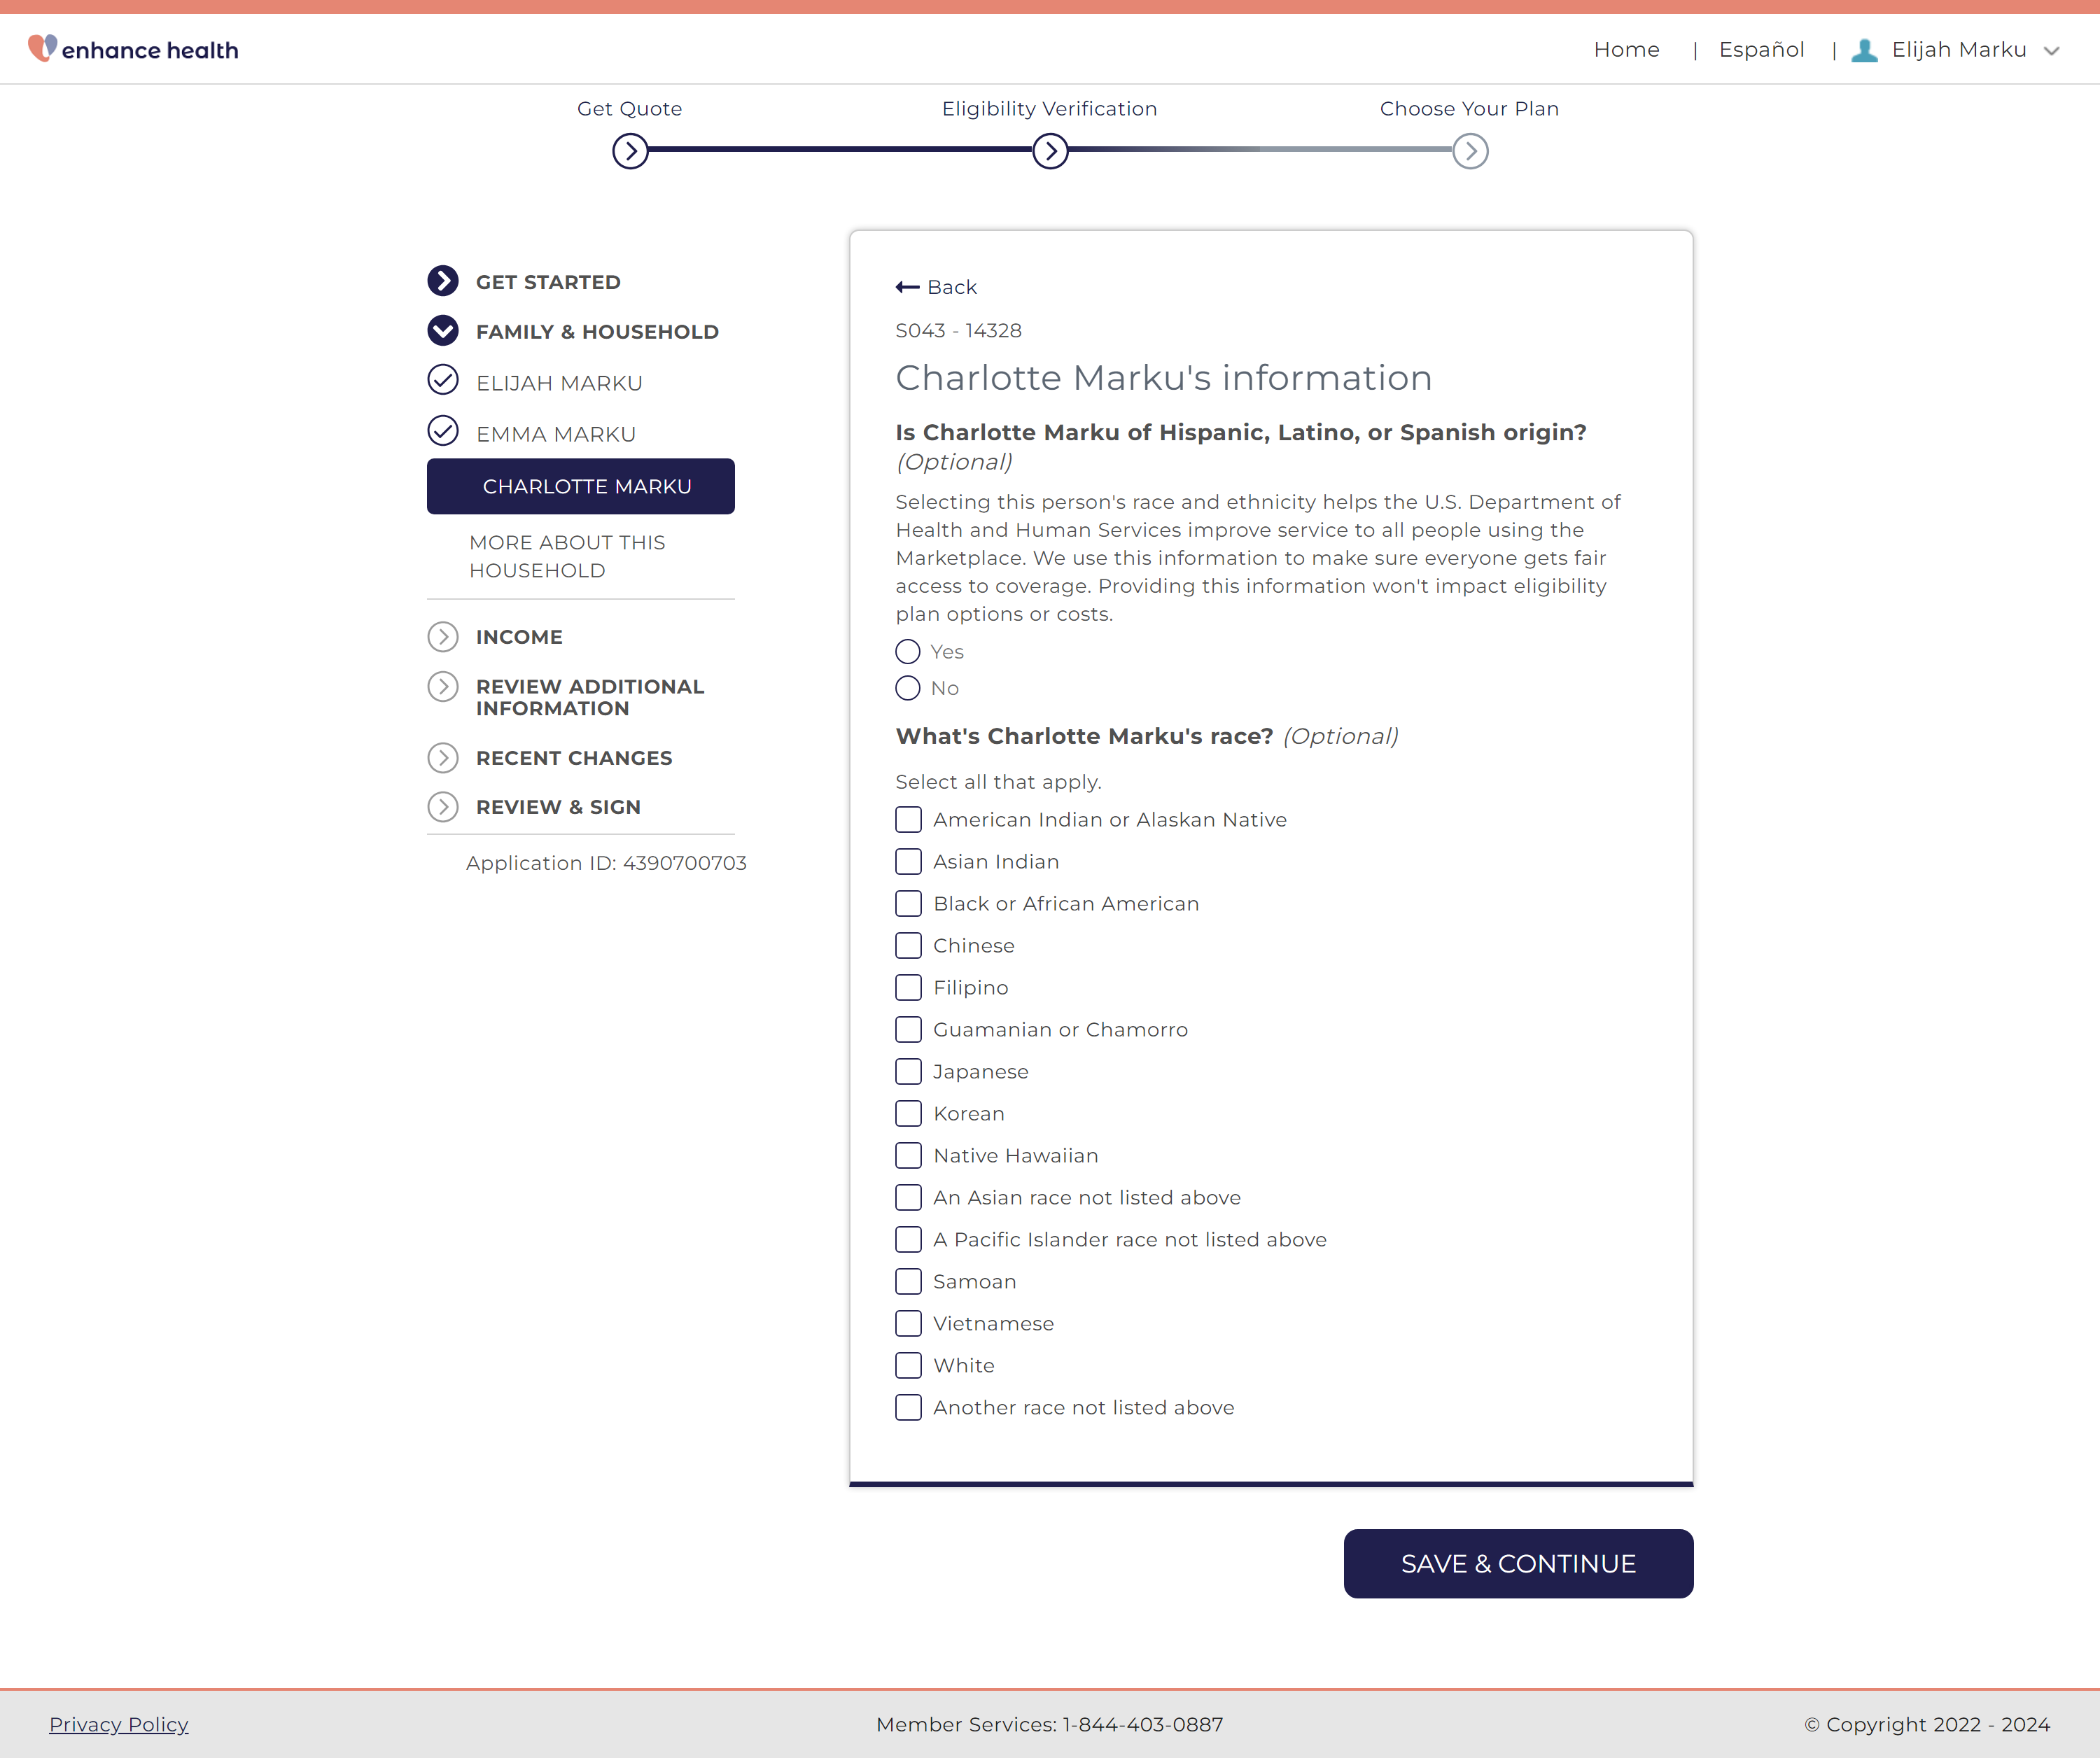 enhance health
Home | Español | Elijah Marku
Get Quote
Eligibility Verification
Choose Your Plan
GET STARTED
FAMILY & HOUSEHOLD
ELIJAH MARKU
EMMA MARKU
CHARLOTTE MARKU
MORE ABOUT THIS
HOUSEHOLD
INCOME
REVIEW ADDITIONAL
INFORMATION
RECENT CHANGES
REVIEW & SIGN
Application ID: 4390700703
Back
S043 - 14328
Charlotte Marku's information
Is Charlotte Marku of Hispanic, Latino, or Spanish origin?
(Optional)
Selecting this person's race and ethnicity helps the U.S. Department of
Health and Human Services improve service to all people using the
Marketplace. We use this information to make sure everyone gets fair
access to coverage. Providing this information won't impact eligibility
plan options or costs.
Yes
No
What's Charlotte Marku's race? (Optional)
Select all that apply.
American Indian or Alaskan Native
Asian Indian
Black or African American
Chinese
Filipino
Guamanian or Chamorro
Japanese
Korean
Native Hawaiian
An Asian race not listed above
A Pacific Islander race not listed above
Samoan
Vietnamese
White
Another race not listed above
SAVE & CONTINUE
Privacy Policy
Member Services: 1-844-403-0887
© Copyright 2022 - 2024